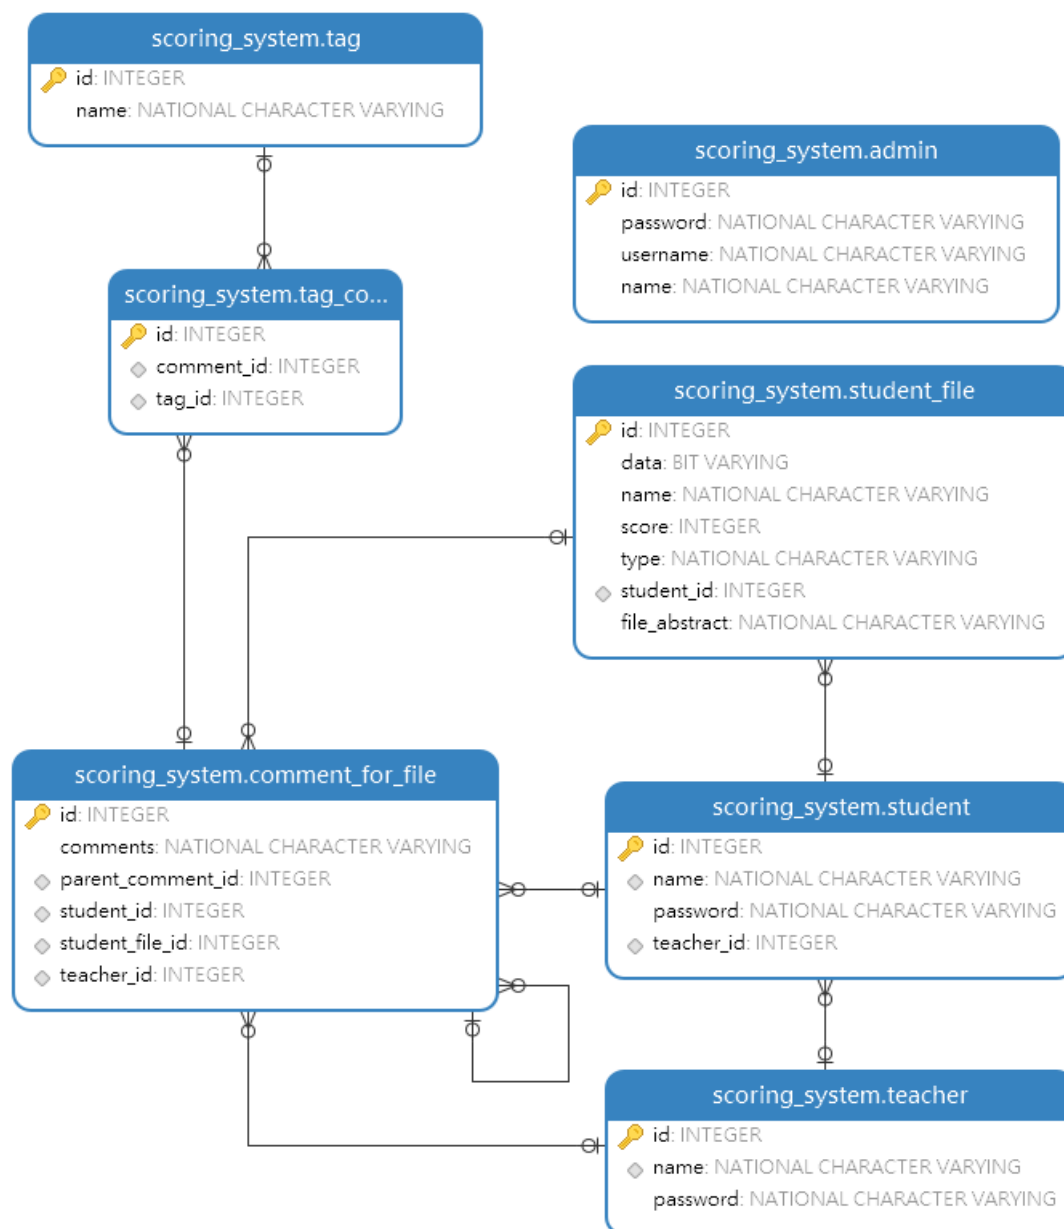 scoring_system.tag
id: INTEGER
name: NATIONAL CHARACTER VARYING
scoring_system.admin
id: INTEGER
password: NATIONAL CHARACTER VARYING
username: NATIONAL CHARACTER VARYING
name: NATIONAL CHARACTER VARYING
scoring_system.tag_co...
id: INTEGER
comment_id: INTEGER
tag_id: INTEGER
scoring_system.student_file
id: INTEGER
data: BIT VARYING
name: NATIONAL CHARACTER VARYING
score: INTEGER
type: NATIONAL CHARACTER VARYING
student_id: INTEGER
file_abstract: NATIONAL CHARACTER VARYING
scoring_system.comment_for_file
id: INTEGER
comments: NATIONAL CHARACTER VARYING
parent_comment_id: INTEGER
student_id: INTEGER
student_file_id: INTEGER
teacher_id: INTEGER
scoring_system.student
id: INTEGER
name: NATIONAL CHARACTER VARYING
password: NATIONAL CHARACTER VARYING
teacher_id: INTEGER
scoring_system.teacher
id: INTEGER
name: NATIONAL CHARACTER VARYING
password: NATIONAL CHARACTER VARYING